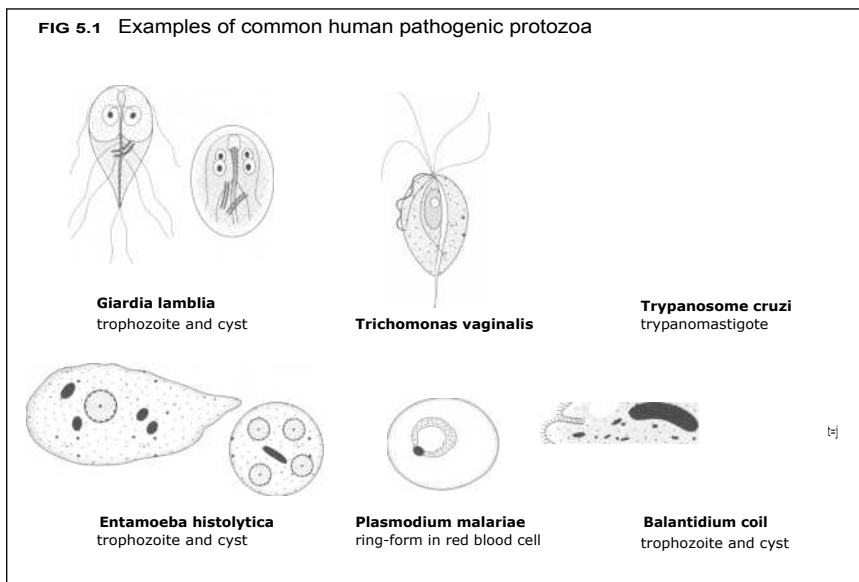 FIG 5.1 Examples of common human pathogenic protozoa
Giardia lamblia
trophozoite and cyst
Trichomonas vaginalis
Trypanosome cruzi
trypanomastigote
Entamoeba histolytica
trophozoite and cyst
Plasmodium malariae
ring-form in red blood cell
Balantidium coil
trophozoite and cyst
t=j